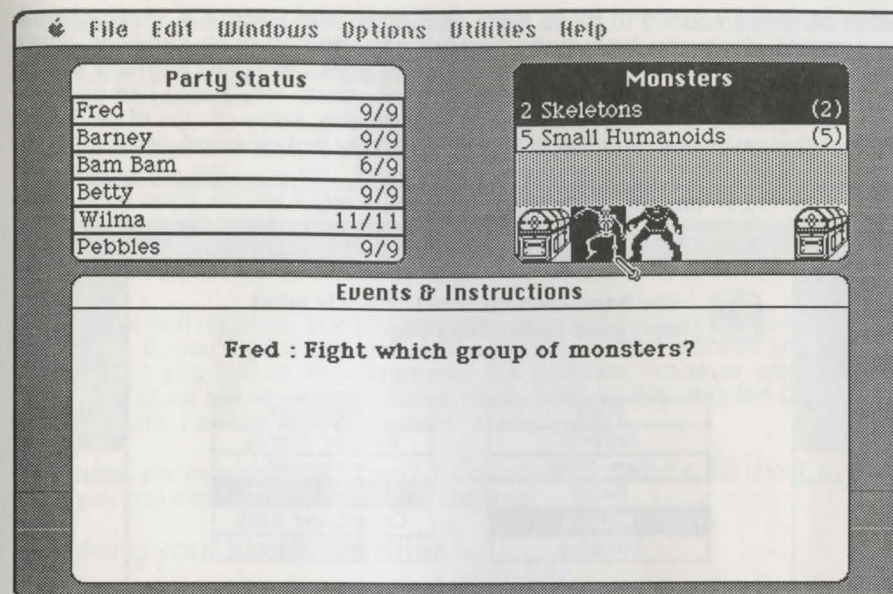 File Edit Windows Options Utilities Help
Party Status
Fred 9/9
Barney 9/9
Bam Bam 6/9
Betty 9/9
Wilma 11/11
Pebbles 9/9
Monsters
2 Skeletons (2)
5 Small Humanoids (5)
Events & Instructions
Fred : Fight which group of monsters?